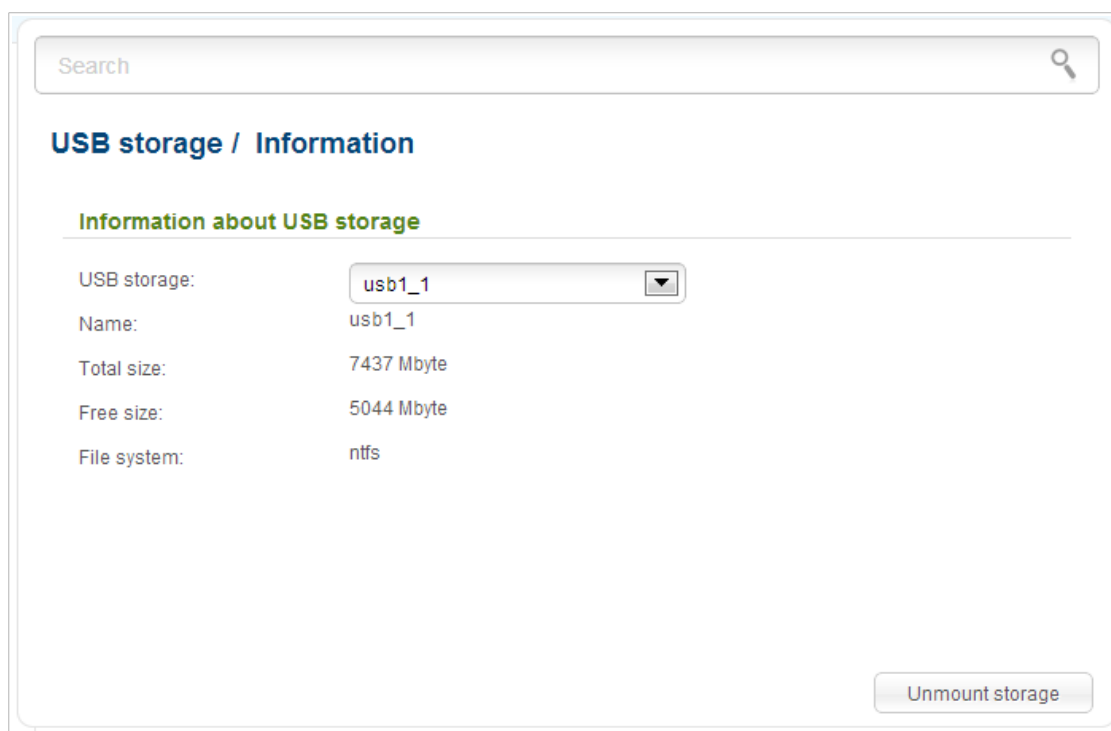 Search
USB storage / Information
Information about USB storage
USB storage: usb1_1
Name: usb1_1
Total size: 7437 Mbyte
Free size: 5044 Mbyte
File system: ntfs
Unmount storage